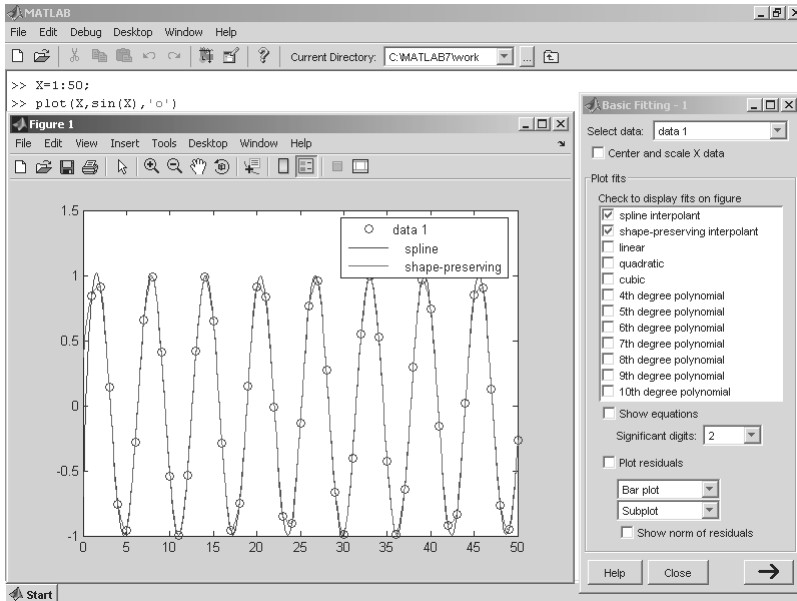 MATLAB
File Edit Debug Desktop Window Help
Current Directory: C:\MATLAB7\work
>> X=1:50;
>> plot(X,sin(X),'o')
Figure 1
File Edit View Insert Tools Desktop Window Help
1.5
1
0.5
0
-0.5
-1
0 5 10 15 20 25 30 35 40 45 50
data 1
spline
shape-preserving
Basic Fitting - 1
Select data: data 1
Center and scale X data
Plot fits
Check to display fits on figure
spline interpolant
shape-preserving interpolant
linear
quadratic
cubic
4th degree polynomial
5th degree polynomial
6th degree polynomial
7th degree polynomial
8th degree polynomial
9th degree polynomial
10th degree polynomial
Show equations
Significant digits: 2
Plot residuals
Bar plot
Subplot
Show norm of residuals
Help Close
Start